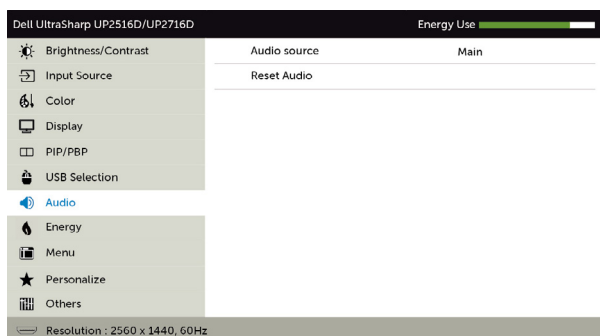 Dell UltraSharp UP2516D/UP2716D Energy Use
Brightness/Contrast Audio source Main
Input Source Reset Audio
Color
Display
PIP/PBP
USB Selection
Audio
Energy
Menu
Personalize
Others
Resolution : 2560 x 1440, 60Hz